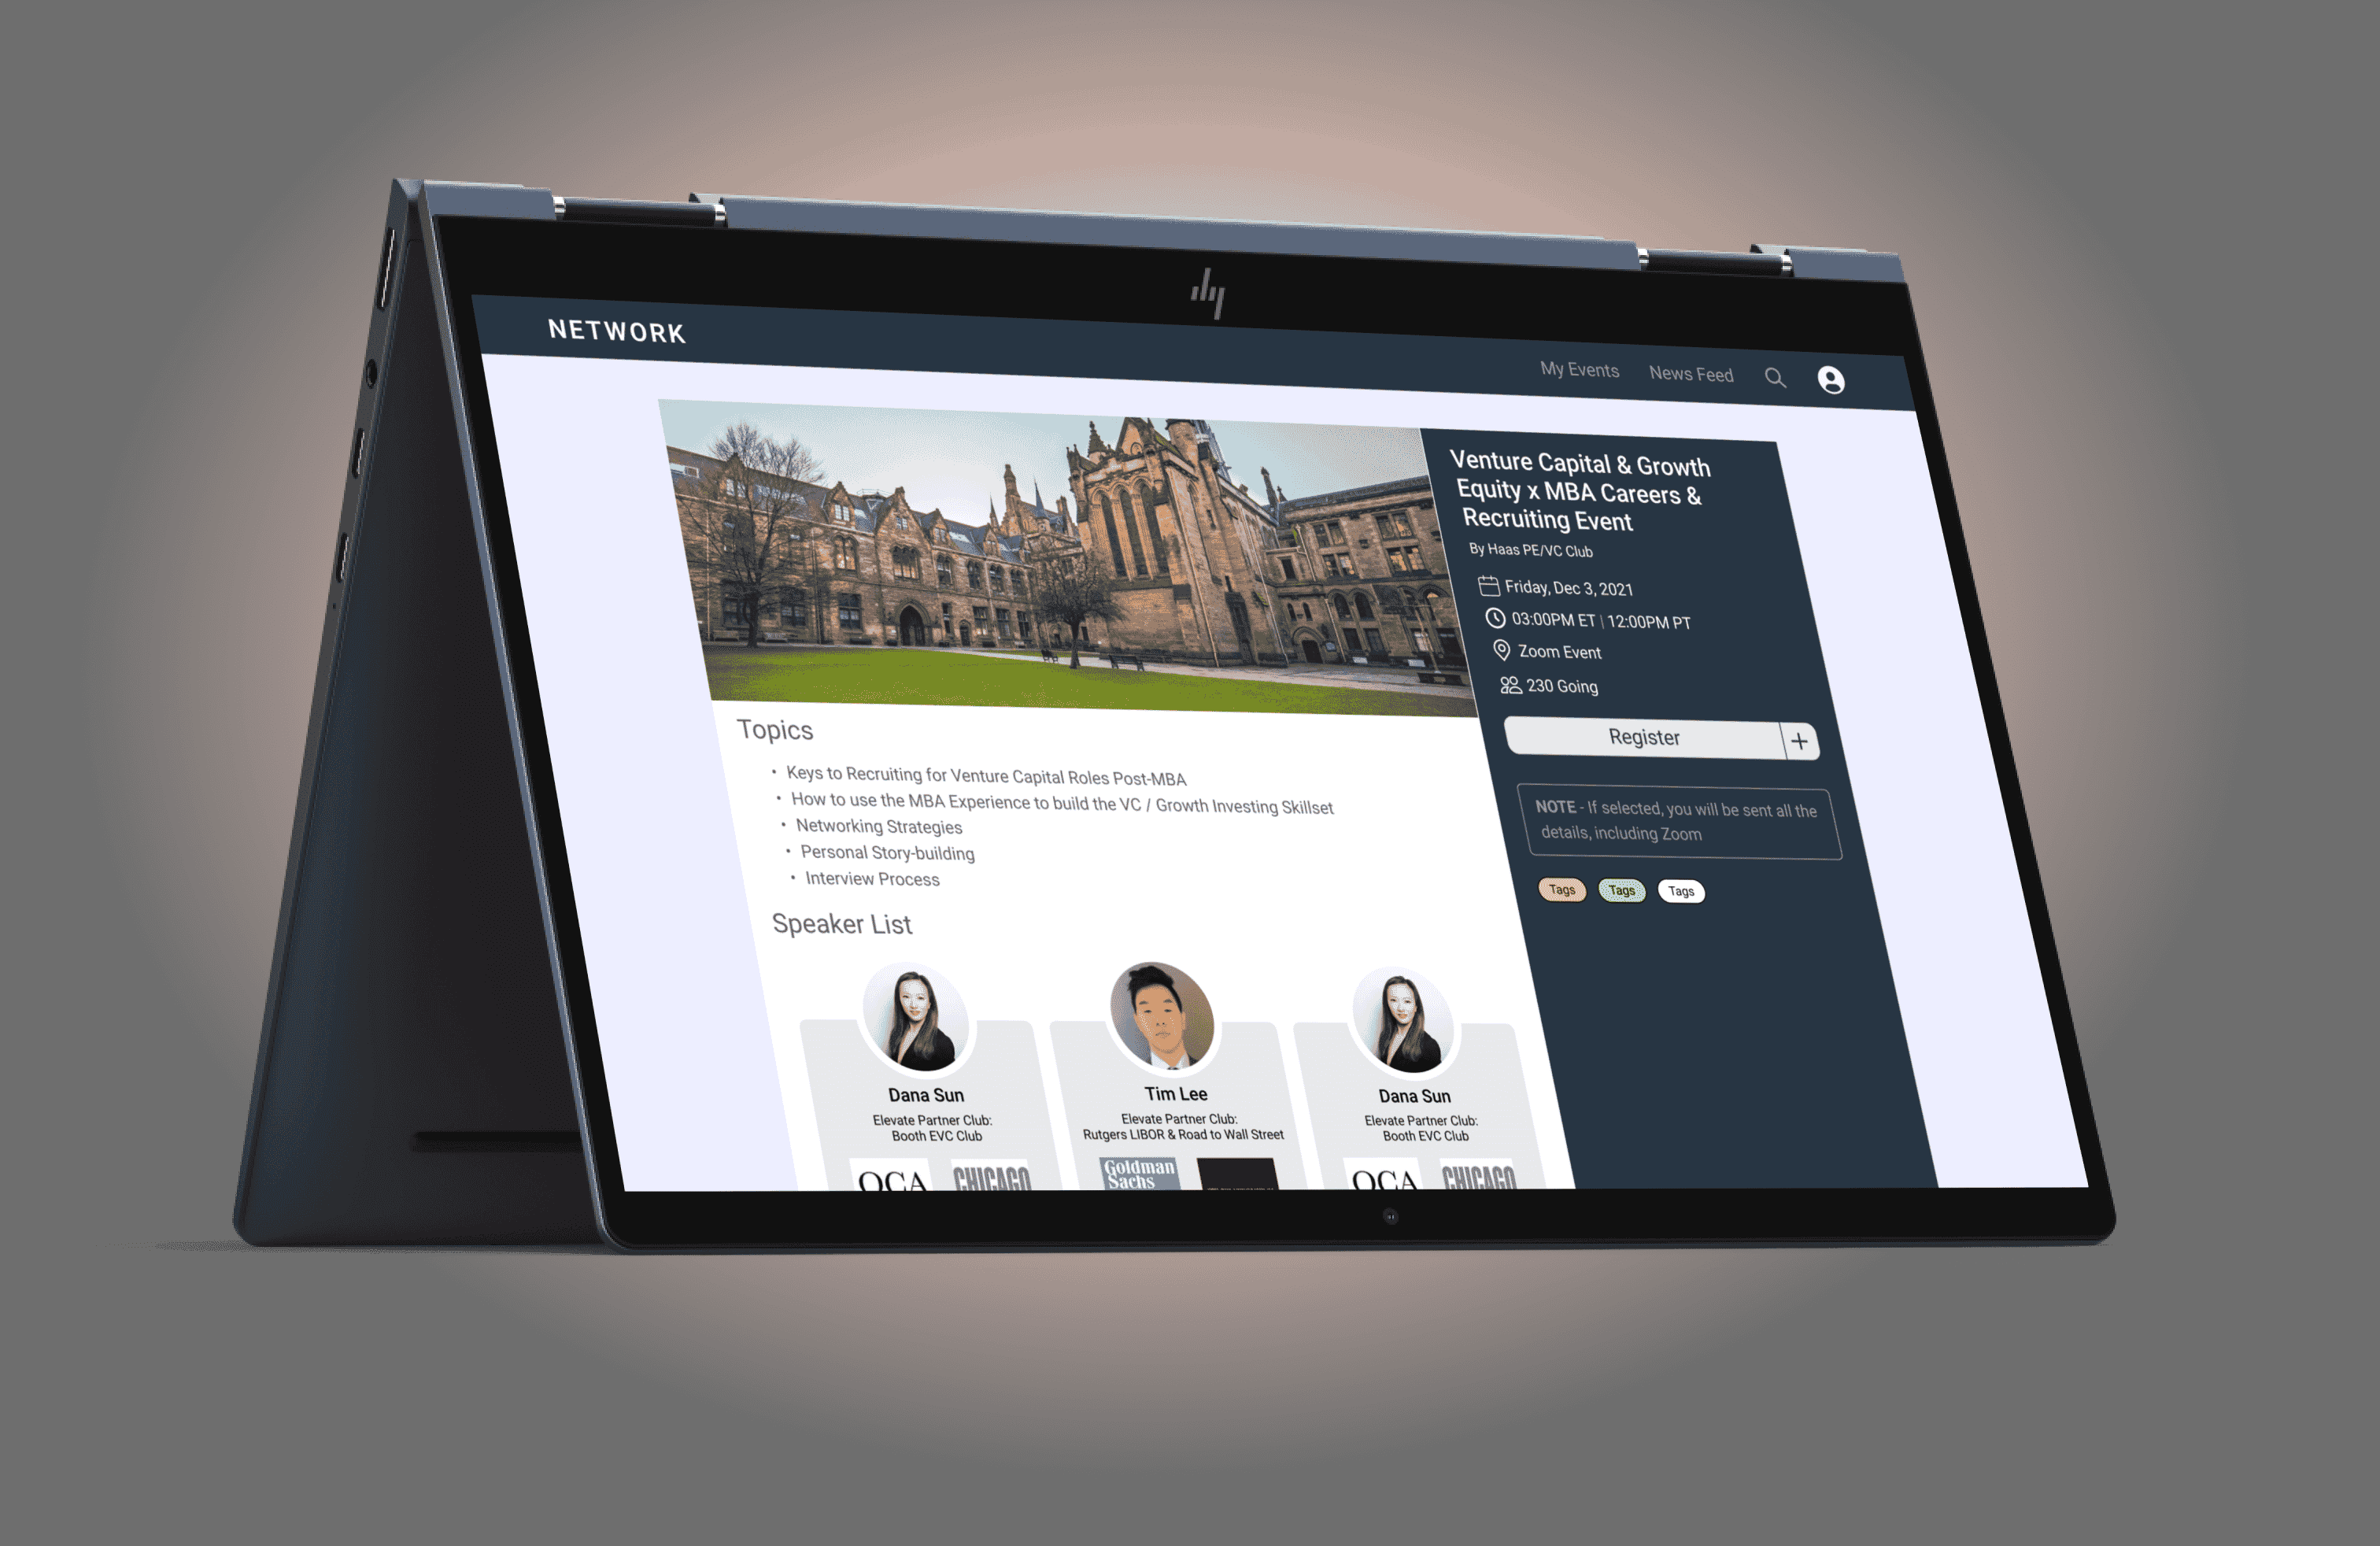 hp
NETWORK
My Events
News Feed
Venture Capital & Growth
Equity x MBA Careers &
Recruiting Event
By Haas PE/VC Club
Friday, Dec 3, 2021
03:00PM ET | 12:00PM PT
Zoom Event
230 Going
Register +
NOTE - If selected, you will be sent all the
details, including Zoom
Tags Tags Tags
Topics
• Keys to Recruiting for Venture Capital Roles Post-MBA
• How to use the MBA Experience to build the VC / Growth Investing Skillset
• Networking Strategies
• Personal Story-building
• Interview Process
Speaker List
Dana Sun
Elevate Partner Club:
Booth EVC Club
OCA CHICAGO
Tim Lee
Elevate Partner Club:
Rutgers LIBOR & Road to Wall Street
Goldman
Sachs
Dana Sun
Elevate Partner Club:
Booth EVC Club
OCA CHICAGO